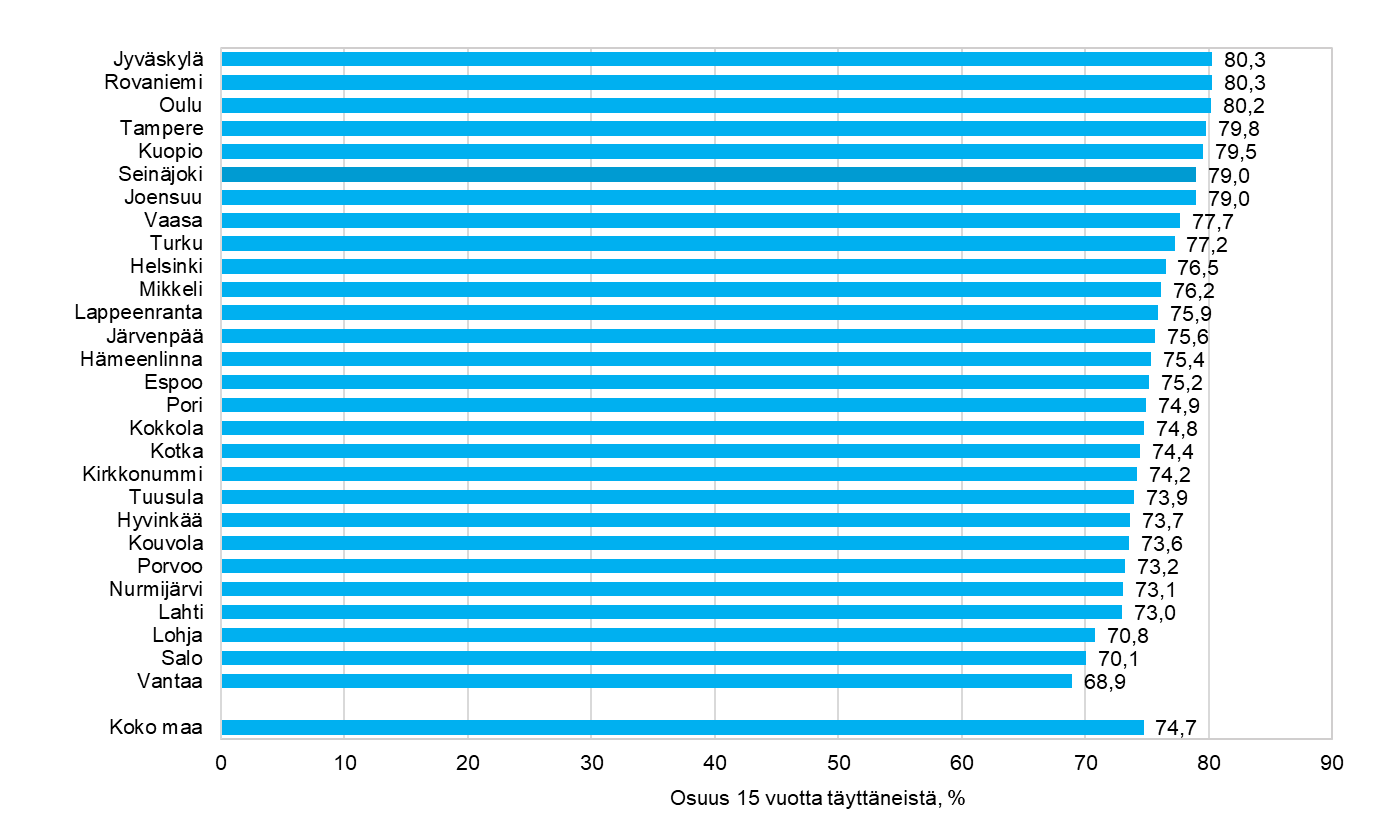 Jyväskylä 80,3
Rovaniemi 80,3
Oulu 80,2
Tampere 79,8
Kuopio 79,5
Seinäjoki 79,0
Joensuu 79,0
Vaasa 77,7
Turku 77,2
Helsinki 76,5
Mikkeli 76,2
Lappeenranta 75,9
Järvenpää 75,6
Hämeenlinna 75,4
Espoo 75,2
Pori 74,9
Kokkola 74,8
Kotka 74,4
Kirkkonummi 74,2
Tuusula 73,9
Hyvinkää 73,7
Kouvola 73,6
Porvoo 73,2
Nurmijärvi 73,1
Lahti 73,0
Lohja 70,8
Salo 70,1
Vantaa 68,9
Koko maa 74,7
0 10 20 30 40 50 60 70 80 90
Osuus 15 vuotta täyttäneistä, %